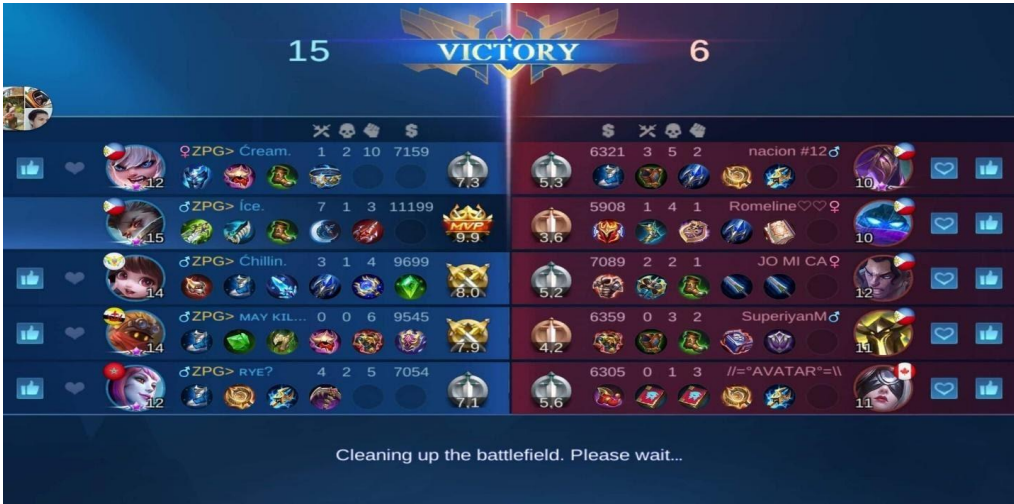 15 VICTORY 6
♀ZPG> Ċream. 1 2 10 7159
12 7.3
6321 3 5 2 nacion #12♂
5.3 10
♂ZPG> Íce. 7 1 3 11199
15 MVP 9.9
5908 1 4 1 Romeline♡♡♀
3.6 10
♂ZPG> Ćhillin. 3 1 4 9699
14 8.0
7089 2 2 1 JO MI CA♀
5.2 12
♂ZPG> MAY KIL... 0 0 6 9545
14 7.9
6359 0 3 2 SuperiyanM♂
4.2 11
♂ZPG> RYE? 4 2 5 7054
12 7.1
6305 0 1 3 //=°AVATAR°=\\
5.6 11
Cleaning up the battlefield. Please wait...